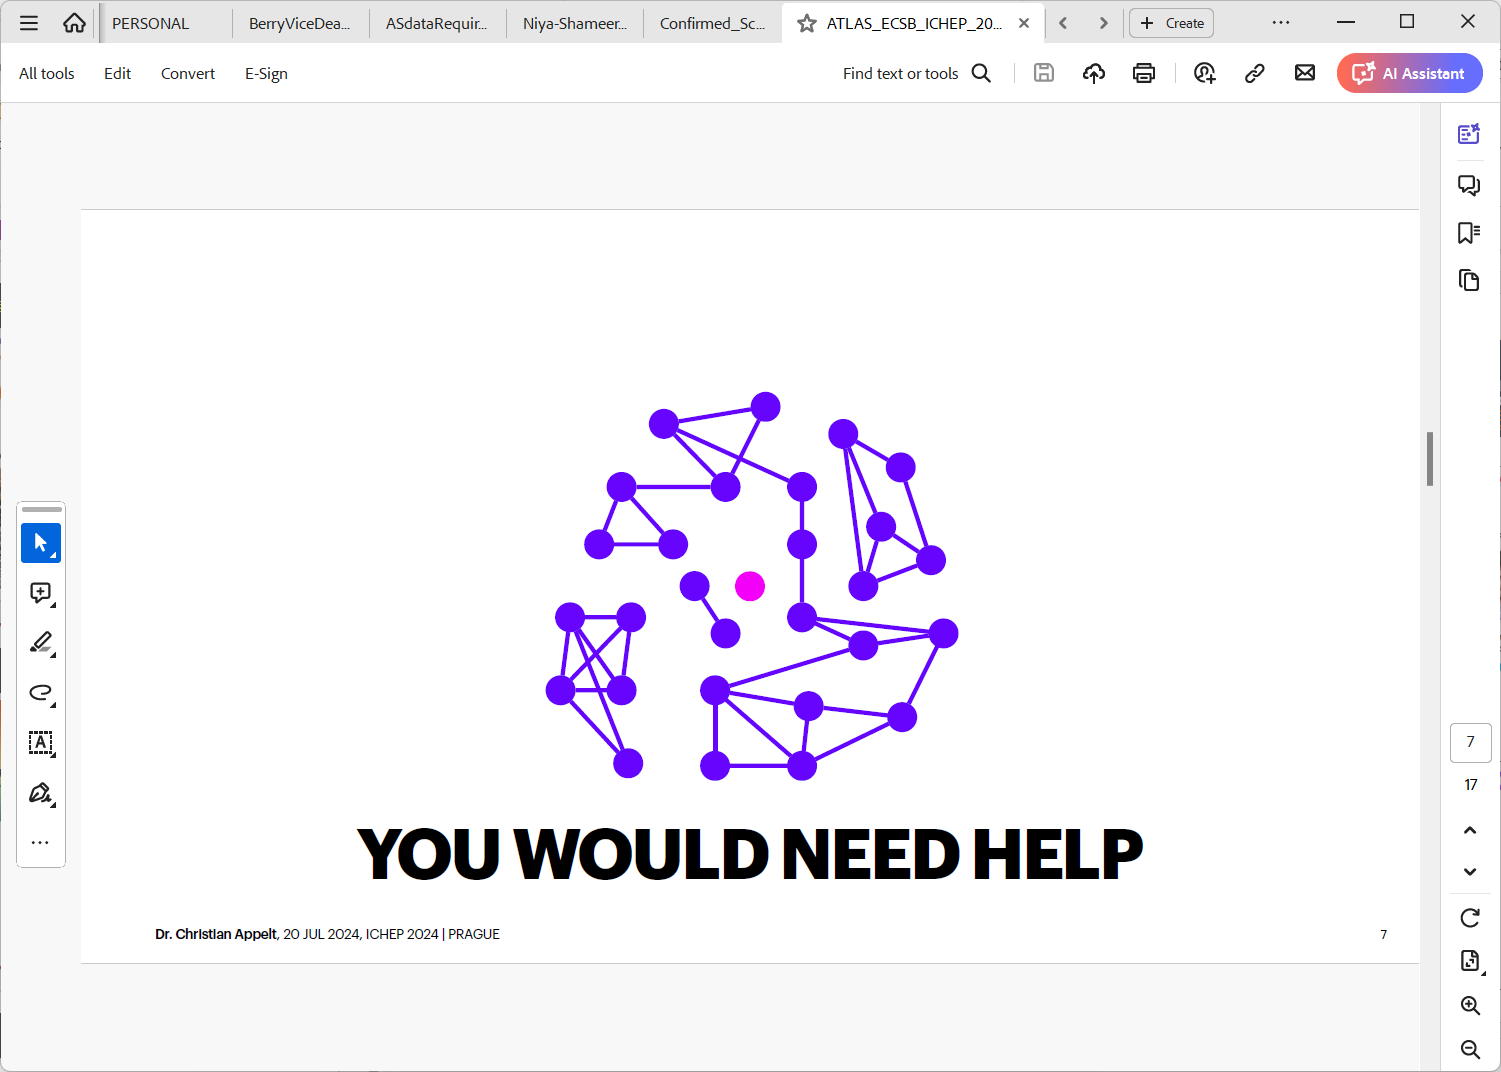 PERSONAL
BerryViceDea...
ASdataRequir...
Niya-Shameer...
Confirmed_Sc...
ATLAS_ECSB_ICHEP_20...
Create
All tools
Edit
Convert
E-Sign
Find text or tools
AI Assistant
YOU WOULD NEED HELP
Dr. Christian Appelt, 20 JUL 2024, ICHEP 2024 | PRAGUE
7
7
17